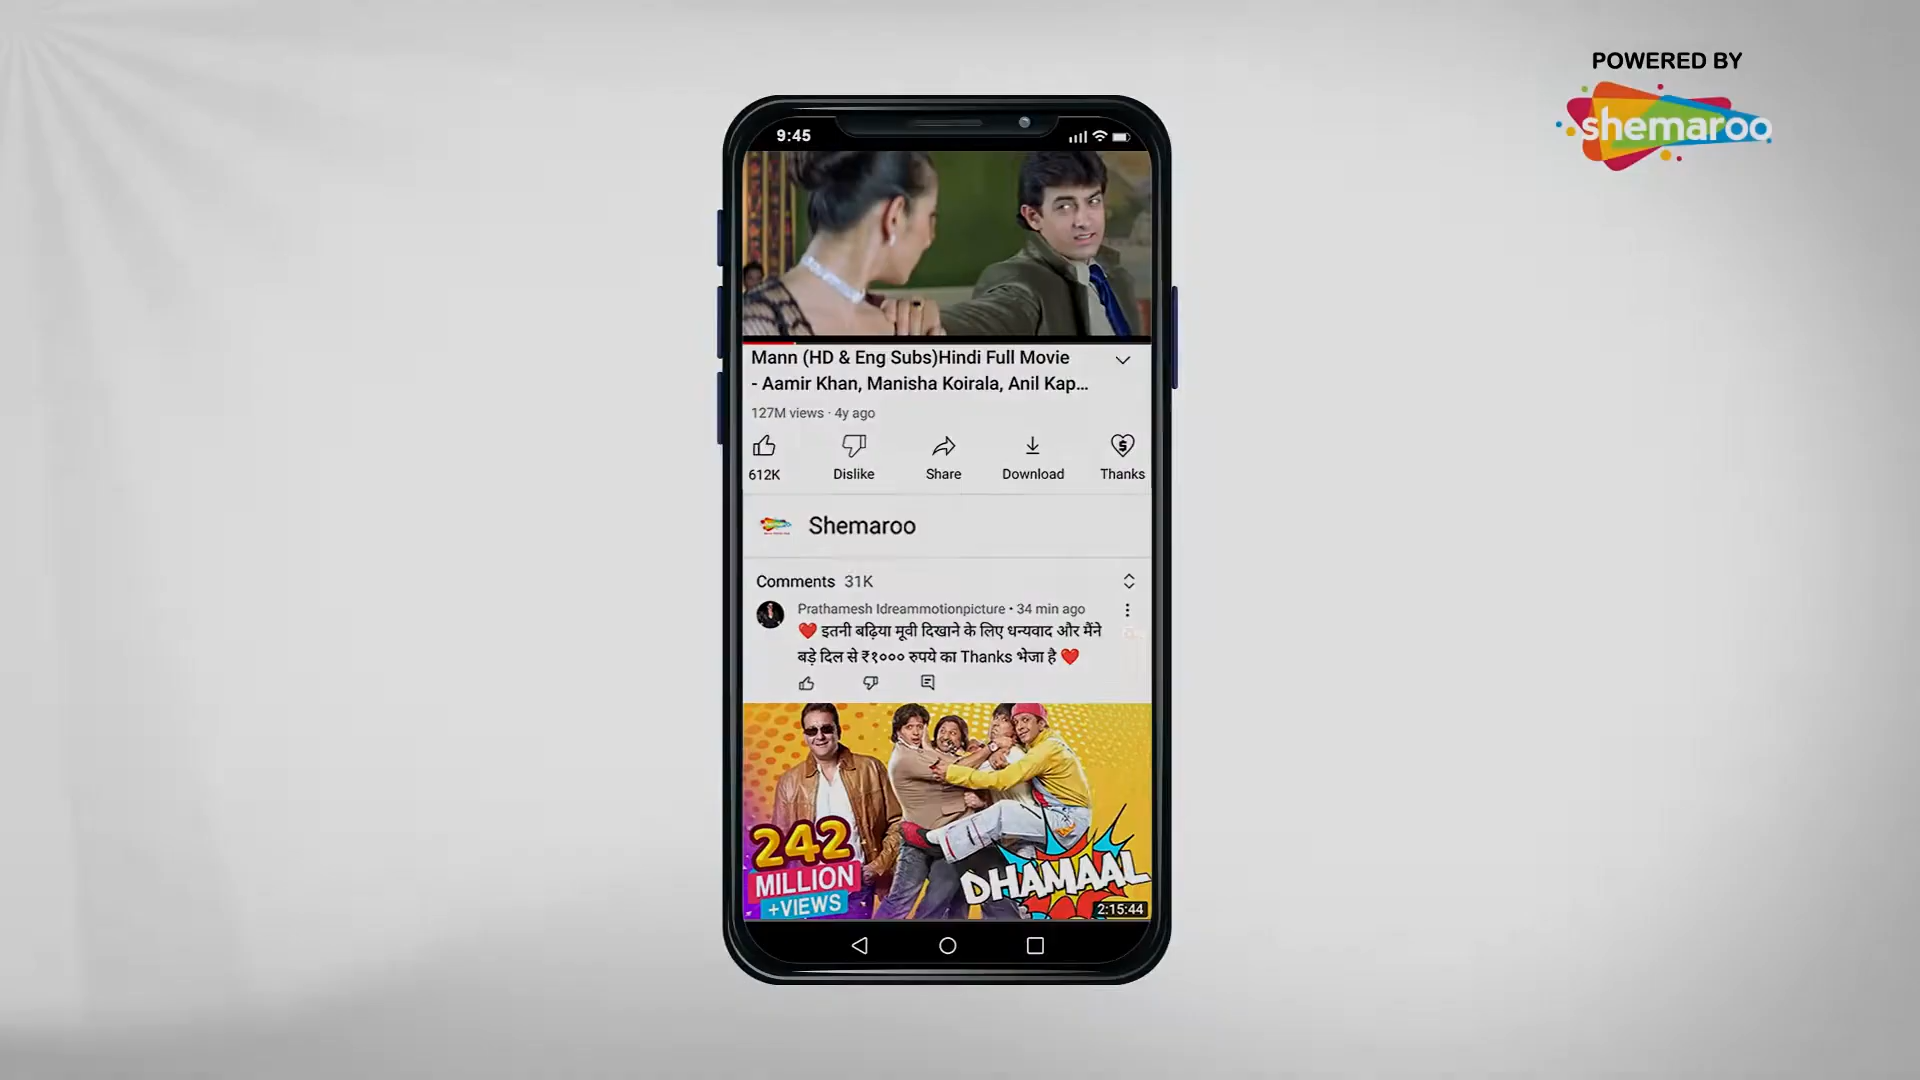 POWERED BY
shemaroo
9:45
Mann (HD & Eng Subs)Hindi Full Movie
- Aamir Khan, Manisha Koirala, Anil Kap...
127M views · 4y ago
612K
Dislike
Share
Download
Thanks
Shemaroo
Comments 31K
Prathamesh Idreammotionpicture • 34 min ago
❤️ इतनी बढ़िया मूवी दिखाने के लिए धन्यवाद और मैंने
बड़े दिल से ₹१००० रुपये का Thanks भेजा है ❤️
242
MILLION
+VIEWS
DHAMAAL
2:15:44